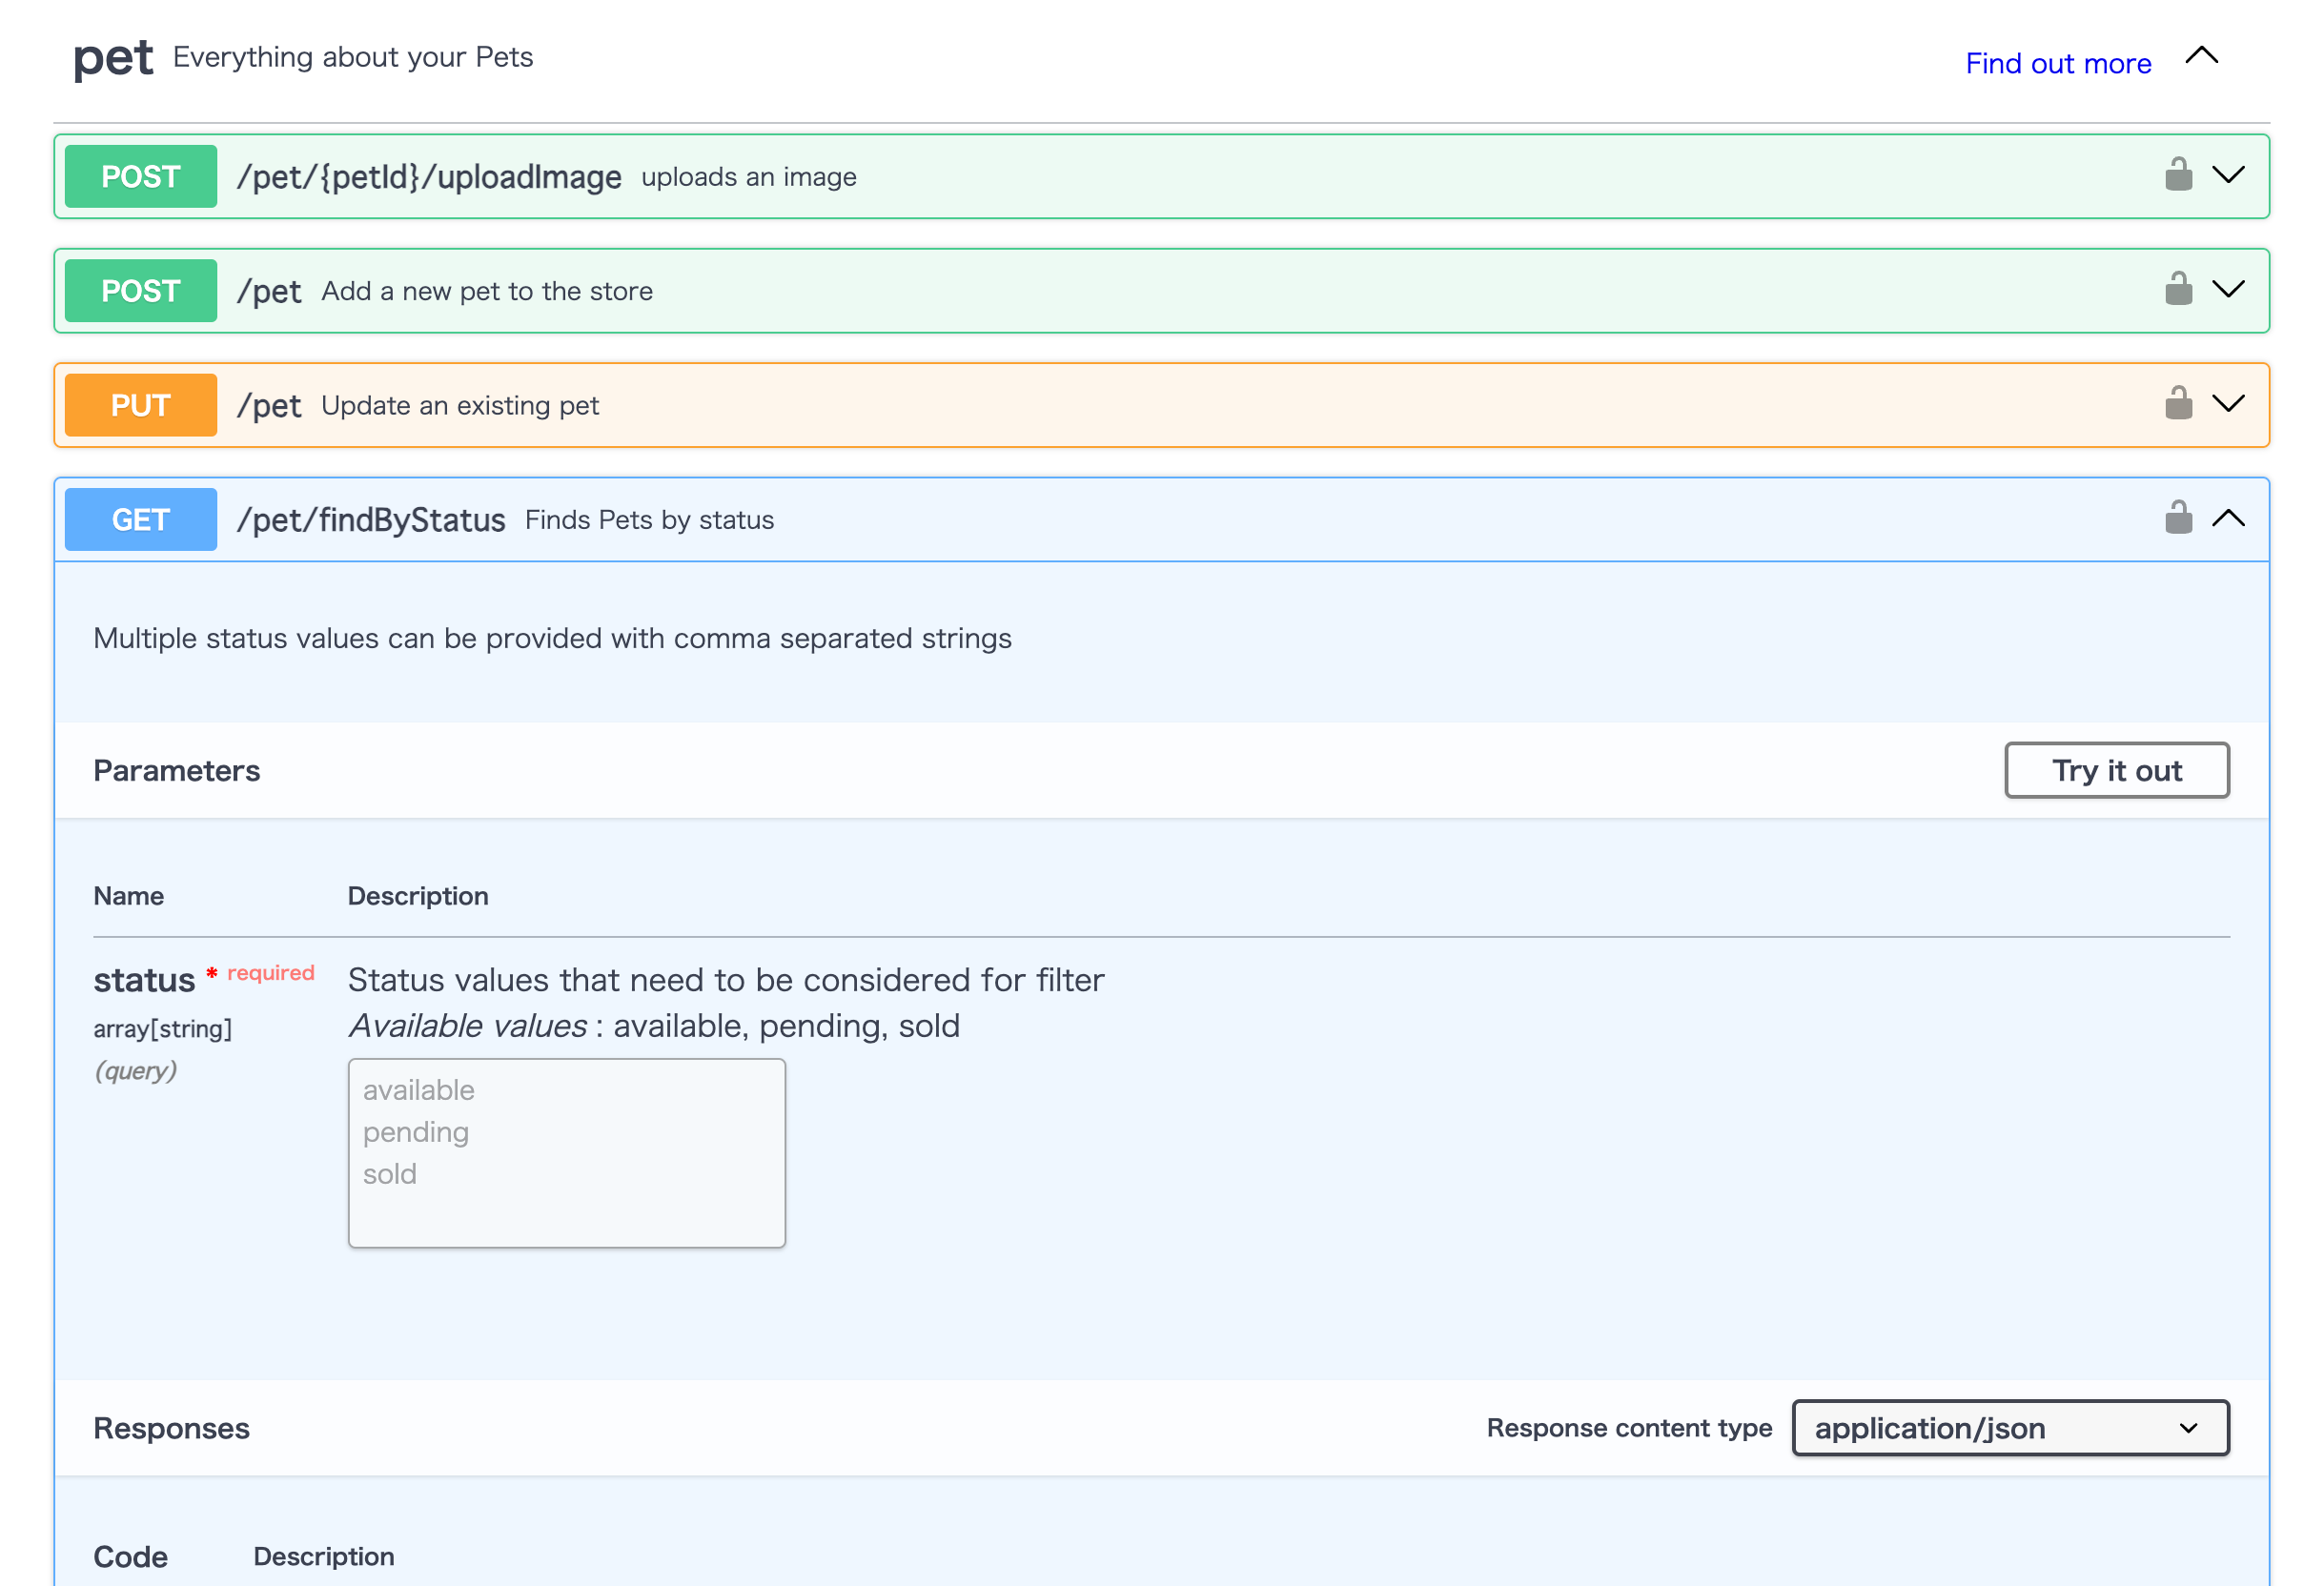 pet Everything about your Pets Find out more
POST /pet/{petId}/uploadImage uploads an image
POST /pet Add a new pet to the store
PUT /pet Update an existing pet
GET /pet/findByStatus Finds Pets by status
Multiple status values can be provided with comma separated strings
Parameters Try it out
Name Description
status * required Status values that need to be considered for filter
array[string] Available values : available, pending, sold
(query)
available
pending
sold
Responses Response content type application/json
Code Description